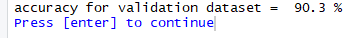 accuracy for validation dataset =  90.3 %
Press [enter] to continue